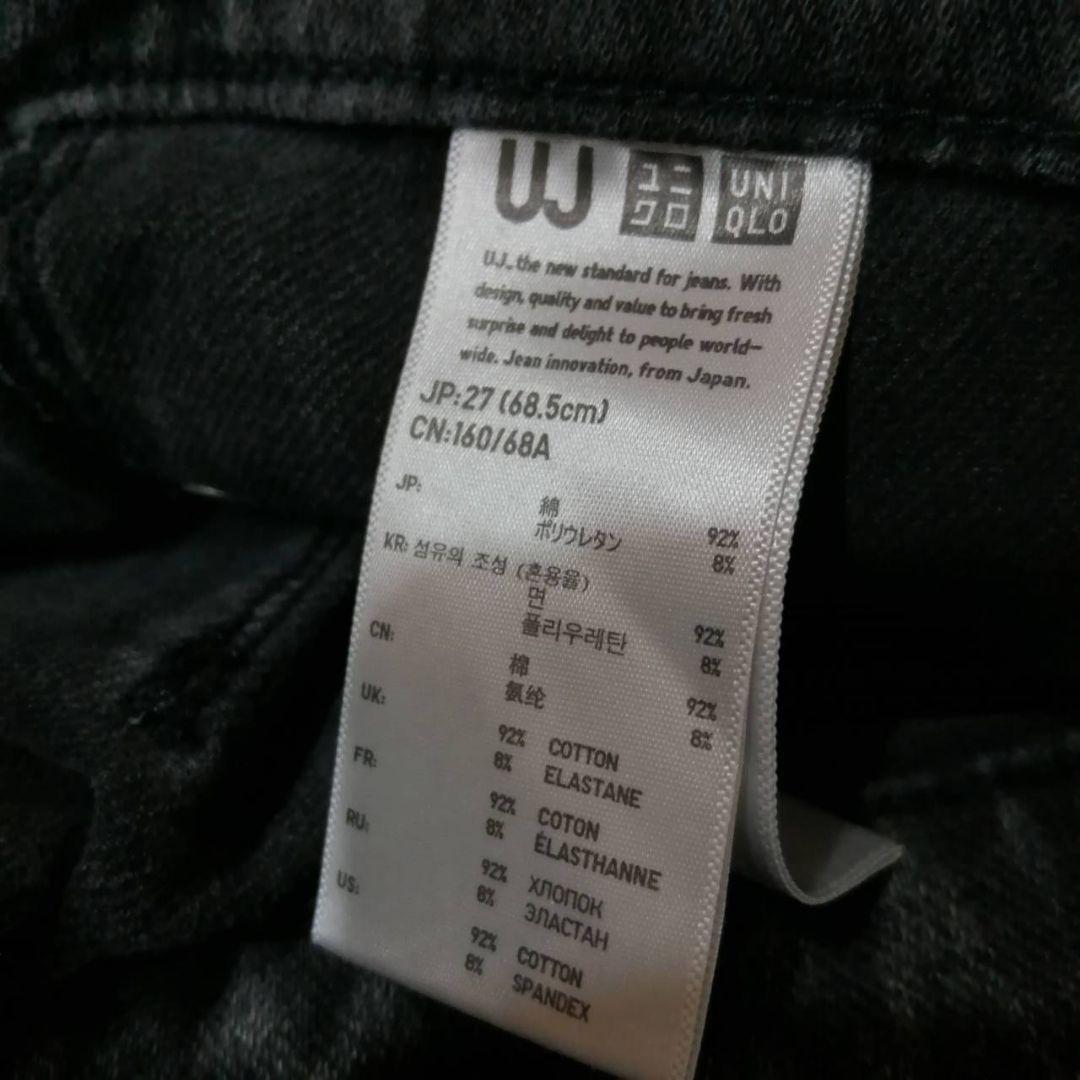 UJ ユニクロ UNIQLO
UJ_the new standard for jeans. With
design, quality and value to bring fresh
surprise and delight to people world-
wide. Jean innovation, from Japan.
JP:27 (68.5cm)
CN:160/68A
JP:
綿 92%
ポリウレタン 8%
KR: 섬유의 조성 (혼용율)
면 92%
폴리우레탄 8%
CN:
棉 92%
氨纶 8%
UK:
92% COTTON
8% ELASTANE
FR:
92% COTON
8% ÉLASTHANNE
RU:
92% ХЛОПОК
8% ЭЛАСТАН
US:
92% COTTON
8% SPANDEX